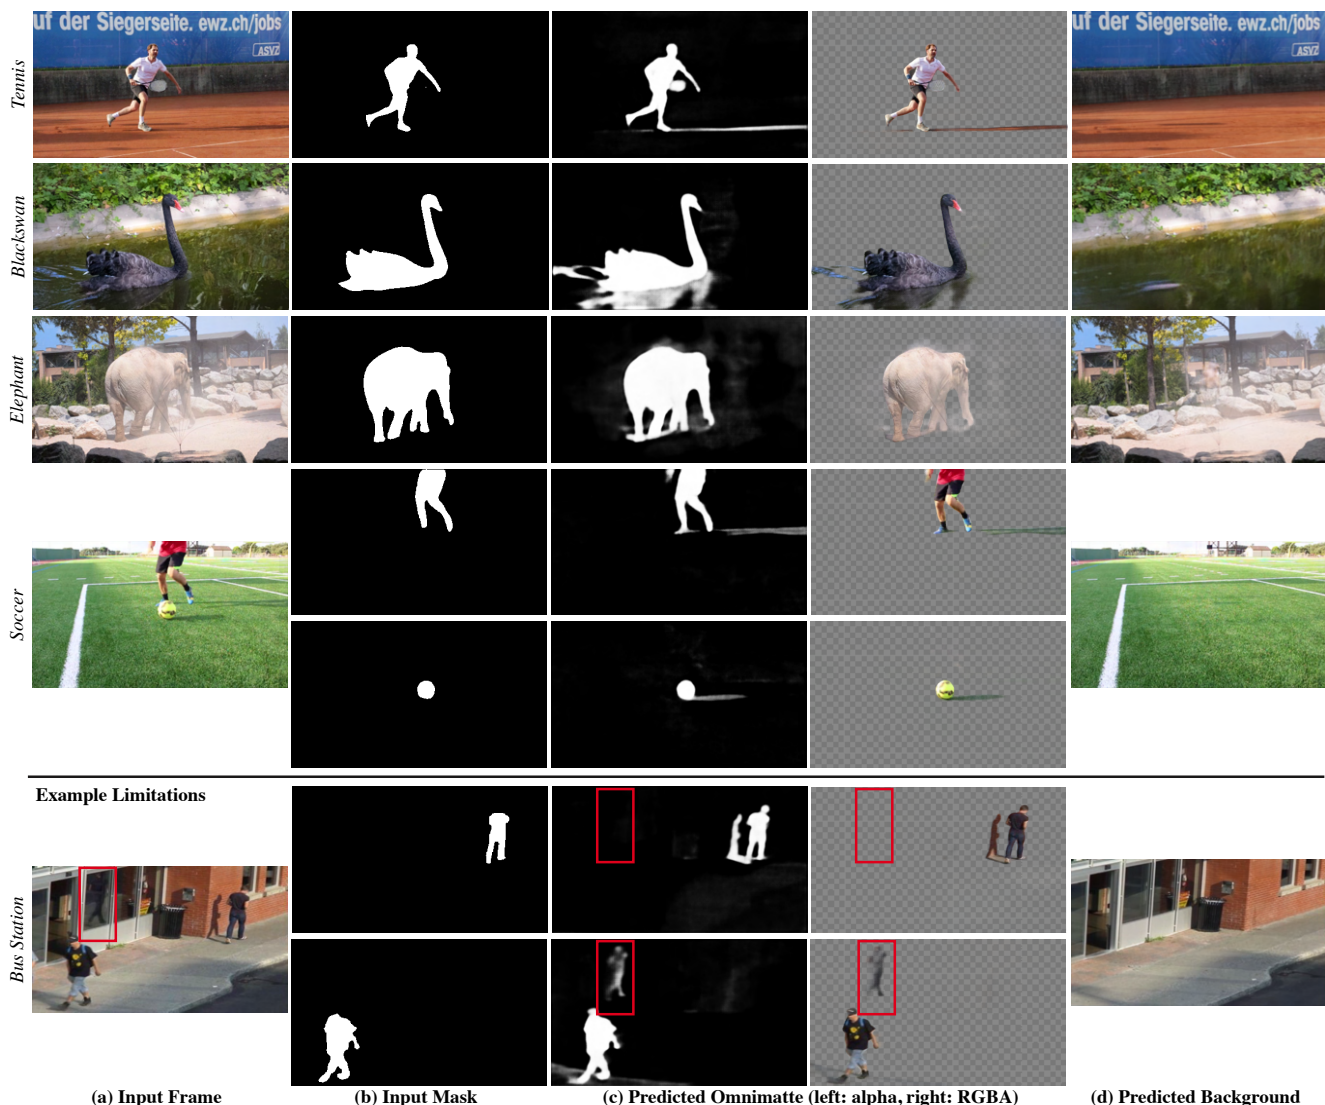 Tennis
uf der Siegerseite. ewz.ch/jobs
ASVZ
uf der Siegerseite. ewz.ch/jobs
ASVZ
Blackswan
Elephant
Soccer
Example Limitations
Bus Station
(a) Input Frame
(b) Input Mask
(c) Predicted Omnimatte (left: alpha, right: RGBA)
(d) Predicted Background